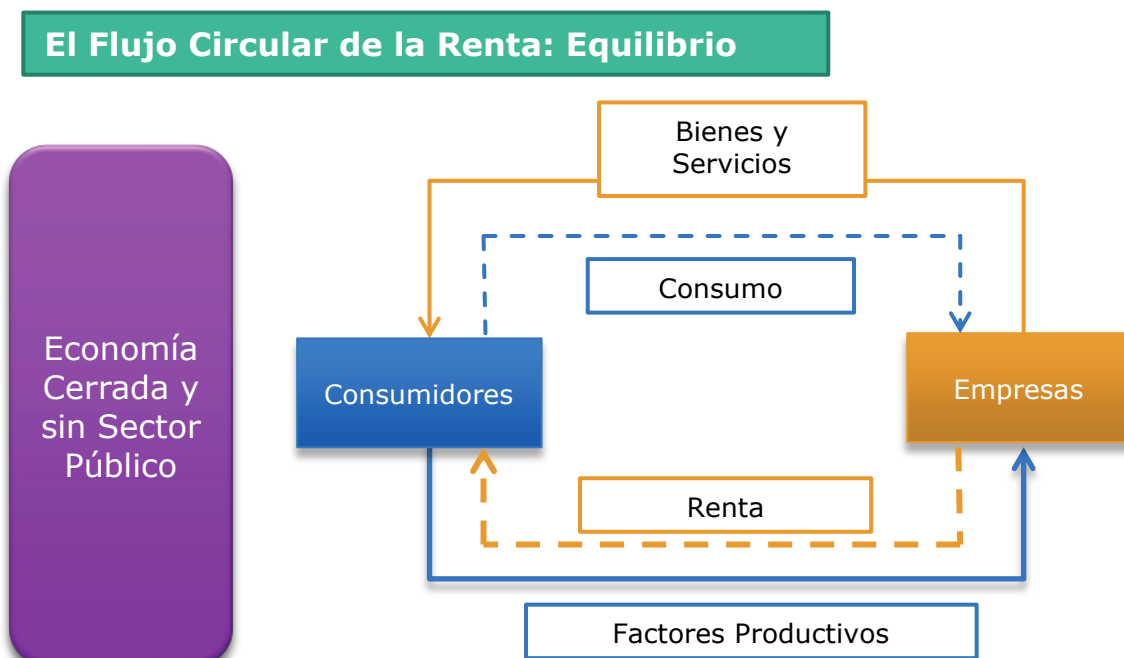 El Flujo Circular de la Renta: Equilibrio
Bienes y
Servicios
Consumo
Economía
Cerrada y
sin Sector
Público
Consumidores
Empresas
Renta
Factores Productivos